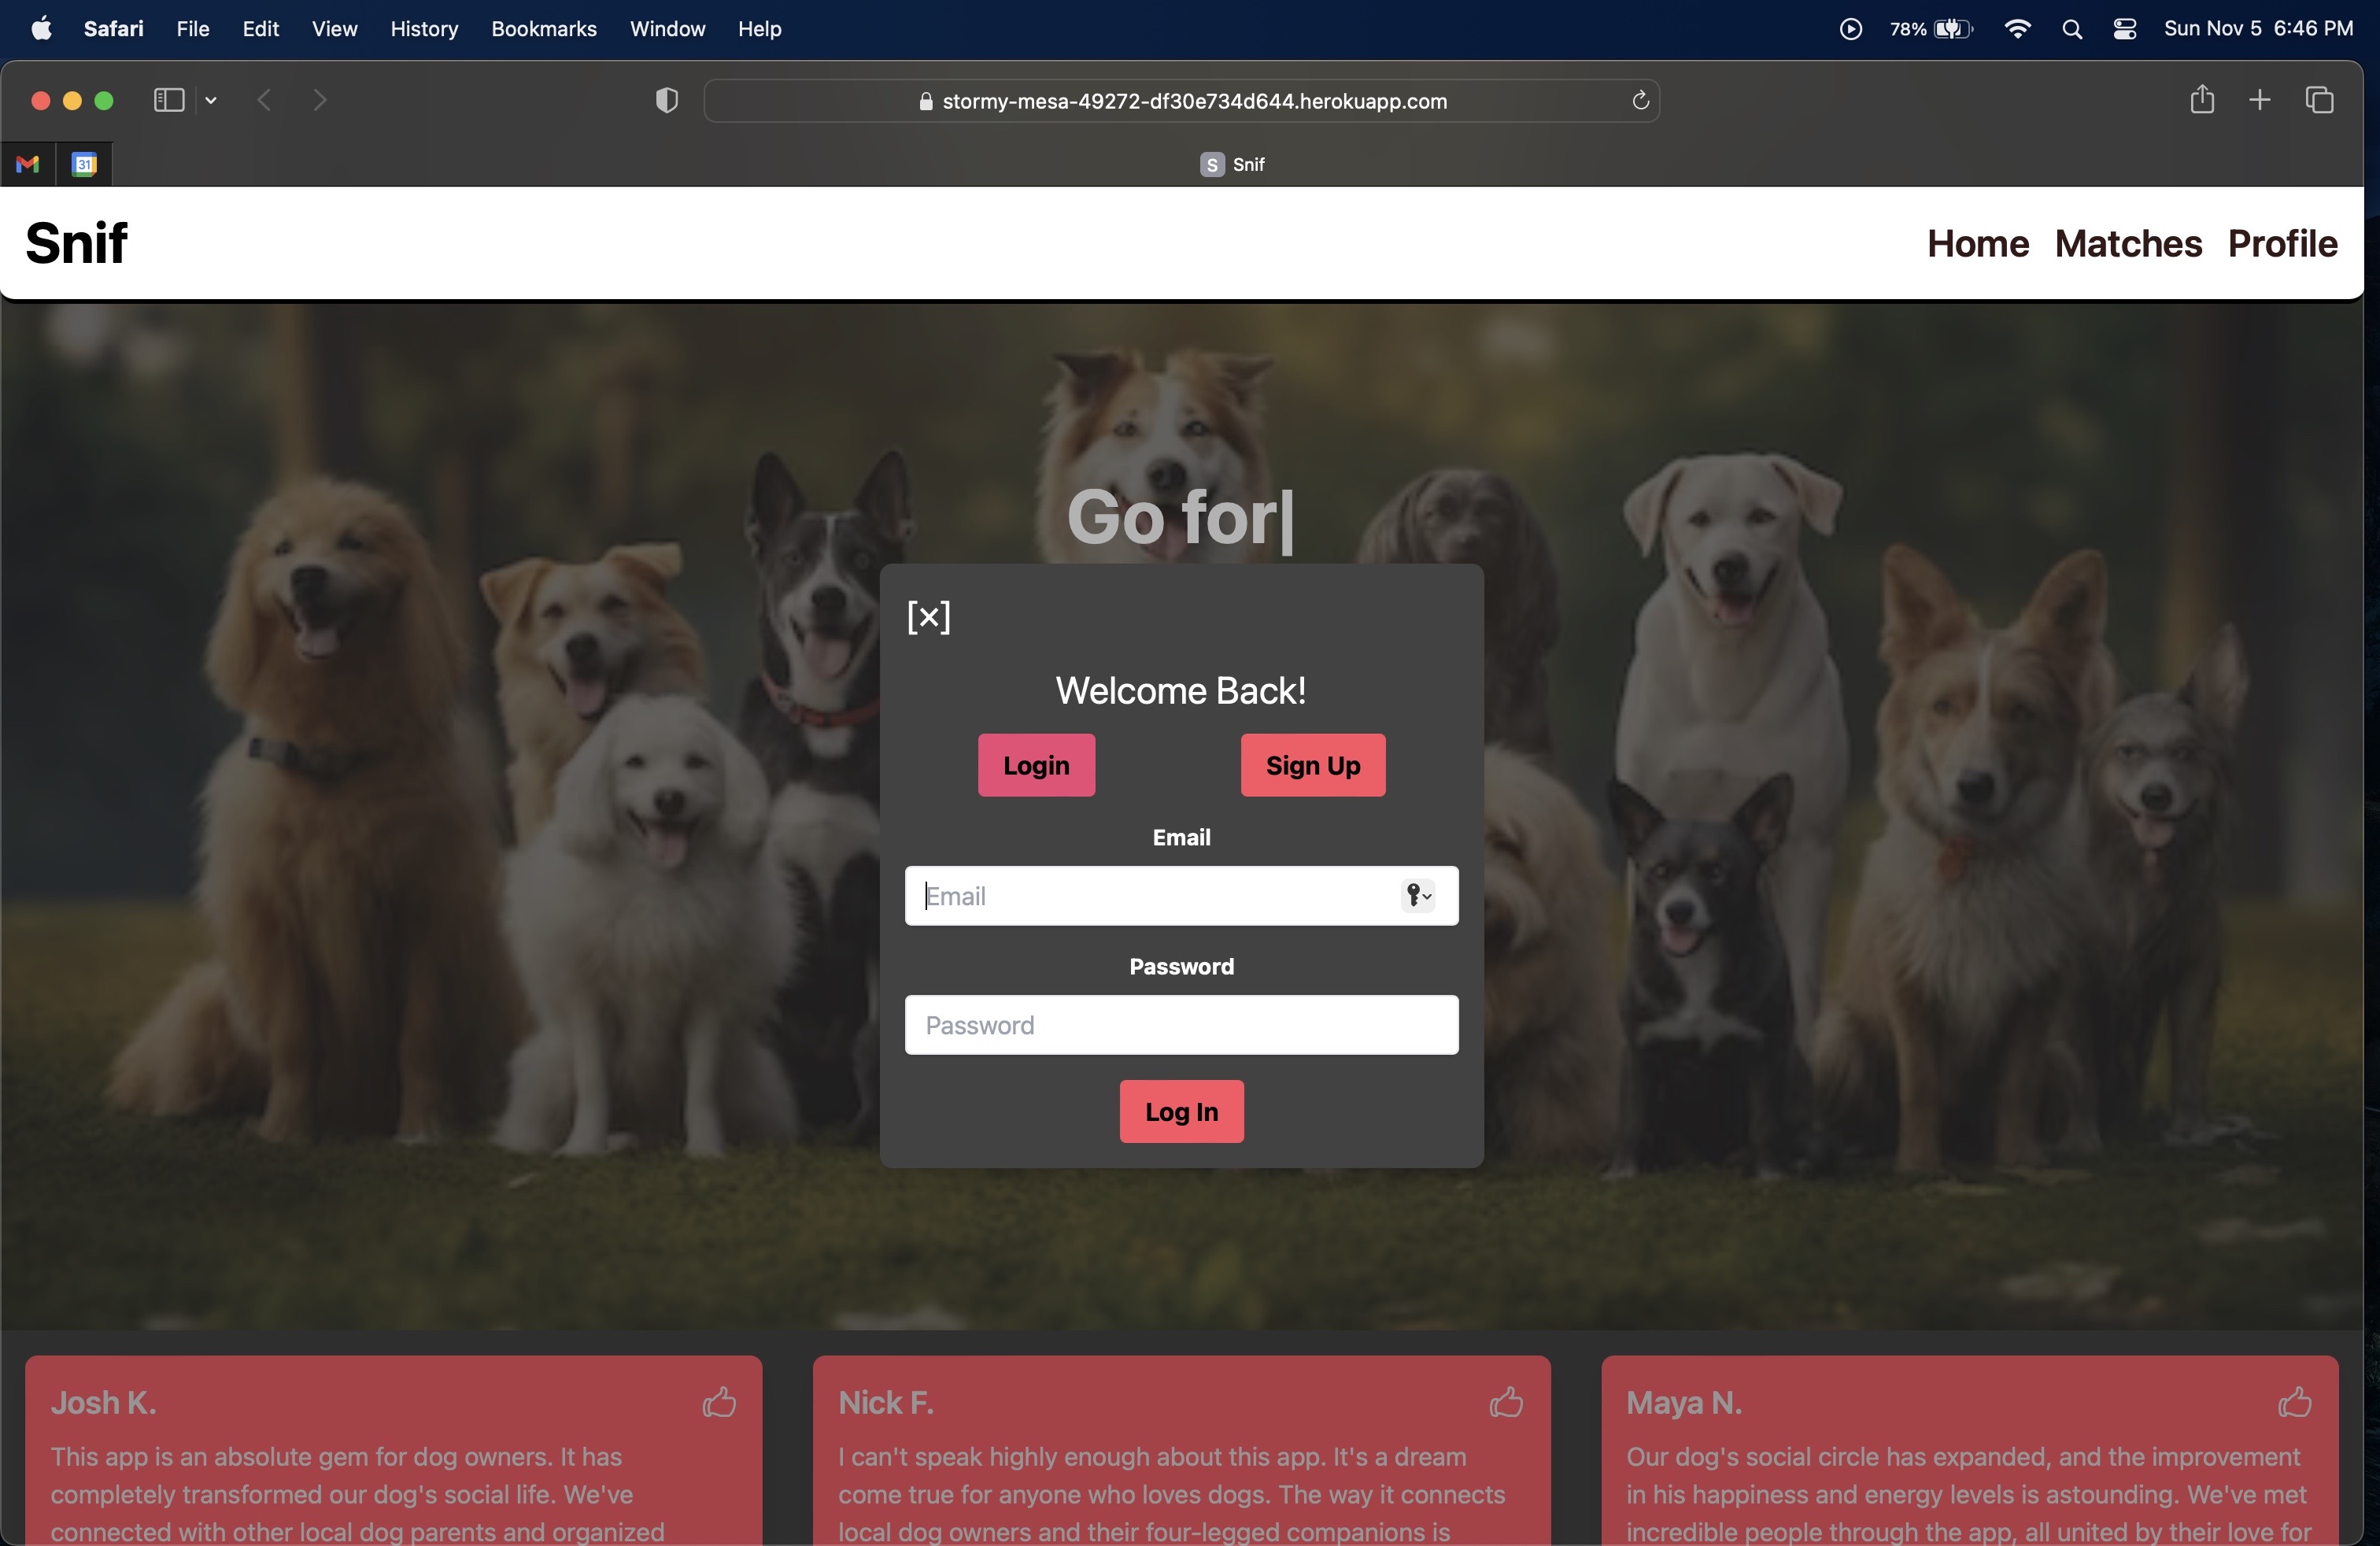 Safari File Edit View History Bookmarks Window Help 78% Sun Nov 5 6:46 PM
stormy-mesa-49272-df30e734d644.herokuapp.com
31 S Snif
Snif Home Matches Profile
Go for|
[×]
Welcome Back!
Login Sign Up
Email
Email
Password
Password
Log In
Josh K.
This app is an absolute gem for dog owners. It has
completely transformed our dog's social life. We've
connected with other local dog parents and organized
Nick F.
I can't speak highly enough about this app. It's a dream
come true for anyone who loves dogs. The way it connects
local dog owners and their four-legged companions is
Maya N.
Our dog's social circle has expanded, and the improvement
in his happiness and energy levels is astounding. We've met
incredible people through the app, all united by their love for